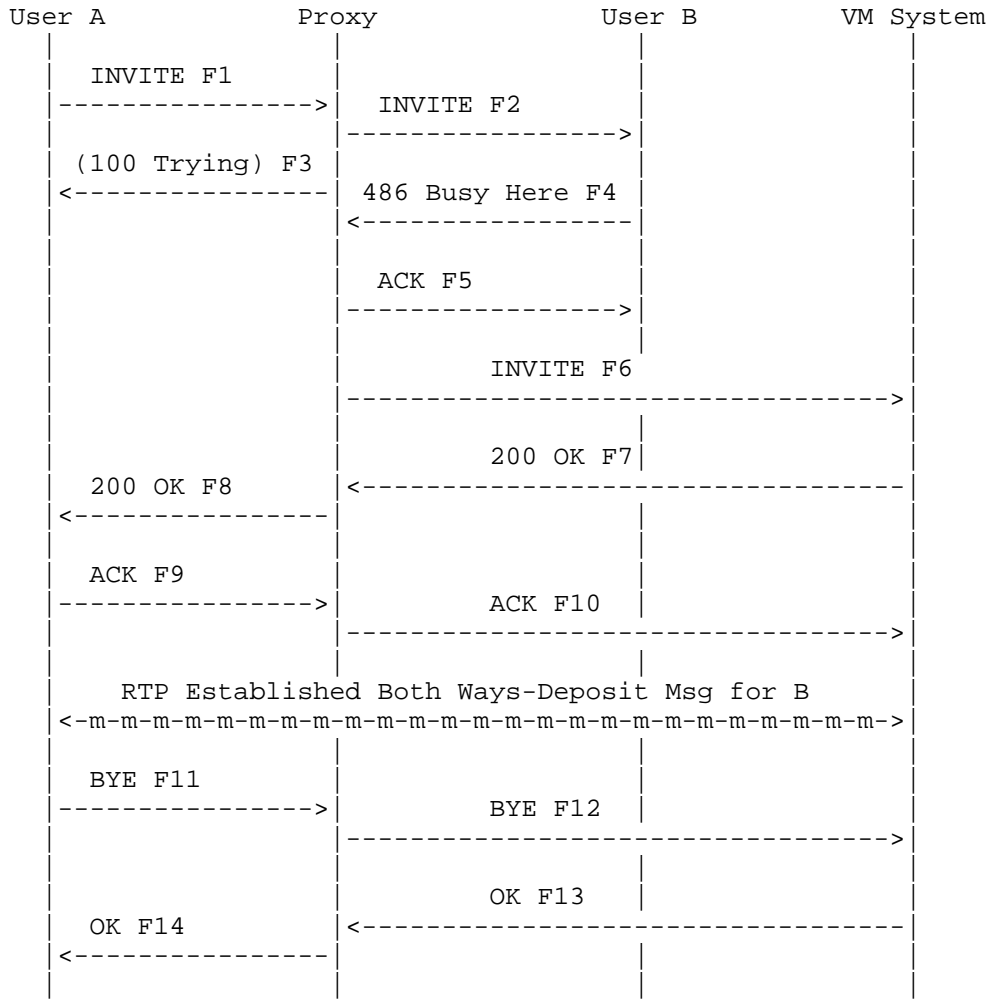 User A Proxy User B VM System
INVITE F1
INVITE F2
(100 Trying) F3
486 Busy Here F4
ACK F5
INVITE F6
200 OK F7
200 OK F8
ACK F9
ACK F10
RTP Established Both Ways-Deposit Msg for B
<-m-m-m-m-m-m-m-m-m-m-m-m-m-m-m-m-m-m-m-m-m-m-m-m-m->
BYE F11
BYE F12
OK F13
OK F14